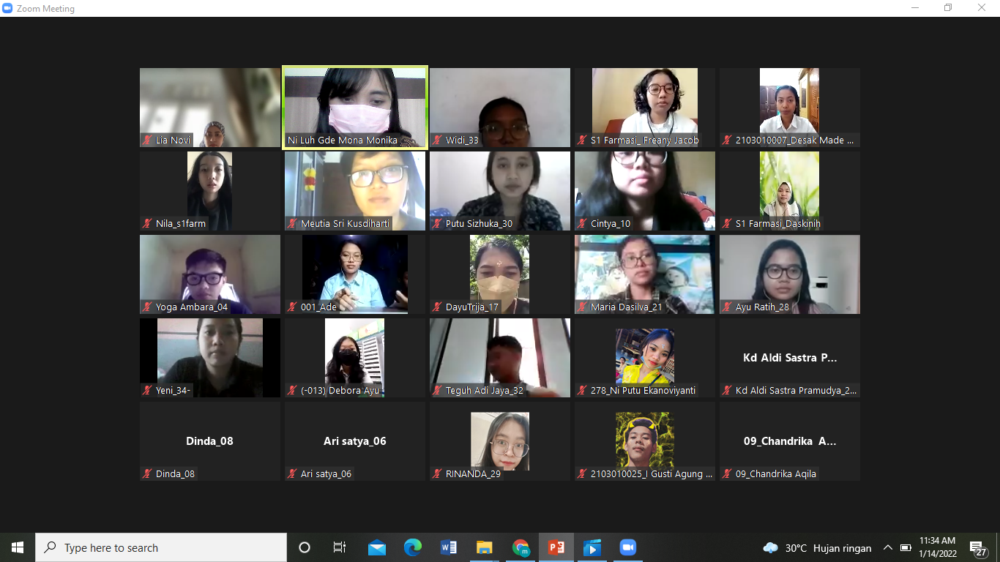 Zoom Meeting
Lia Novi
Ni Luh Gde Mona Monika
Widi_33
S1 Farmasi_ Freany Jacob
2103010007_Desak Made ...
Nila_s1farm
Meutia Sri Kusdiharti
Putu Sizhuka_30
Cintya_10
S1 Farmasi_Daskinih
Yoga Ambara_04
001_Ade
DayuTrija_17
Maria Dasilva_21
Ayu Ratih_28
Yeni_34-
(-013) Debora Ayu
Teguh Adi Jaya_32
278_Ni Putu Ekanoviyanti
Kd Aldi Sastra P...
Kd Aldi Sastra Pramudya_2...
Dinda_08
Dinda_08
Ari satya_06
Ari satya_06
RINANDA_29
2103010025_I Gusti Agung ...
09_Chandrika A...
09_Chandrika Aqila
Type here to search
30°C Hujan ringan
11:34 AM
1/14/2022
27